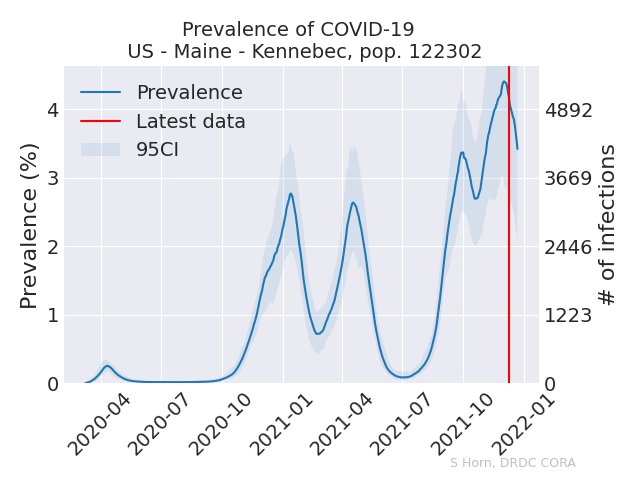 Prevalence of COVID-19
US - Maine - Kennebec, pop. 122302
Prevalence
Latest data
95CI
Prevalence (%)
0
1
2
3
4
# of infections
0
1223
2446
3669
4892
2020-04
2020-07
2020-10
2021-01
2021-04
2021-07
2021-10
2022-01
S Horn, DRDC CORA